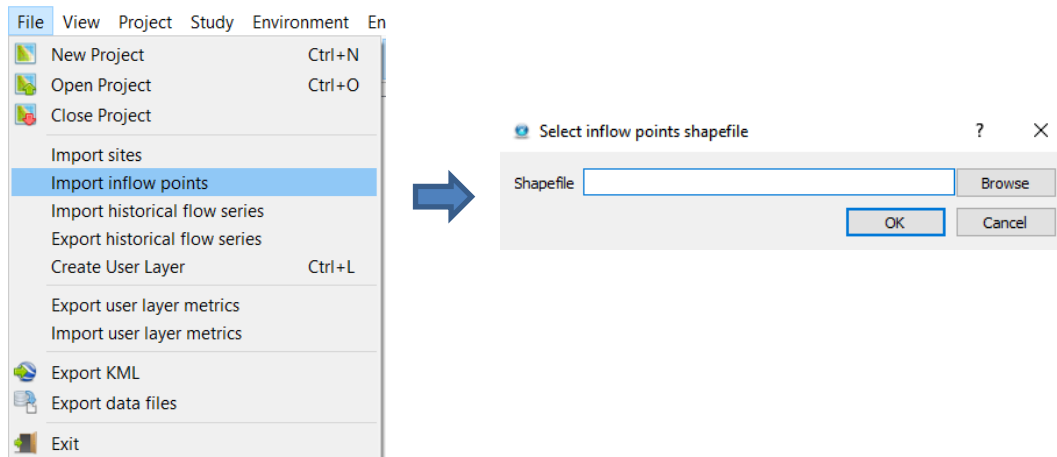 File View Project Study Environment En
New Project Ctrl+N
Open Project Ctrl+O
Close Project
Import sites
Import inflow points
Import historical flow series
Export historical flow series
Create User Layer Ctrl+L
Export user layer metrics
Import user layer metrics
Export KML
Export data files
Exit
Select inflow points shapefile ?
Shapefile Browse
OK Cancel